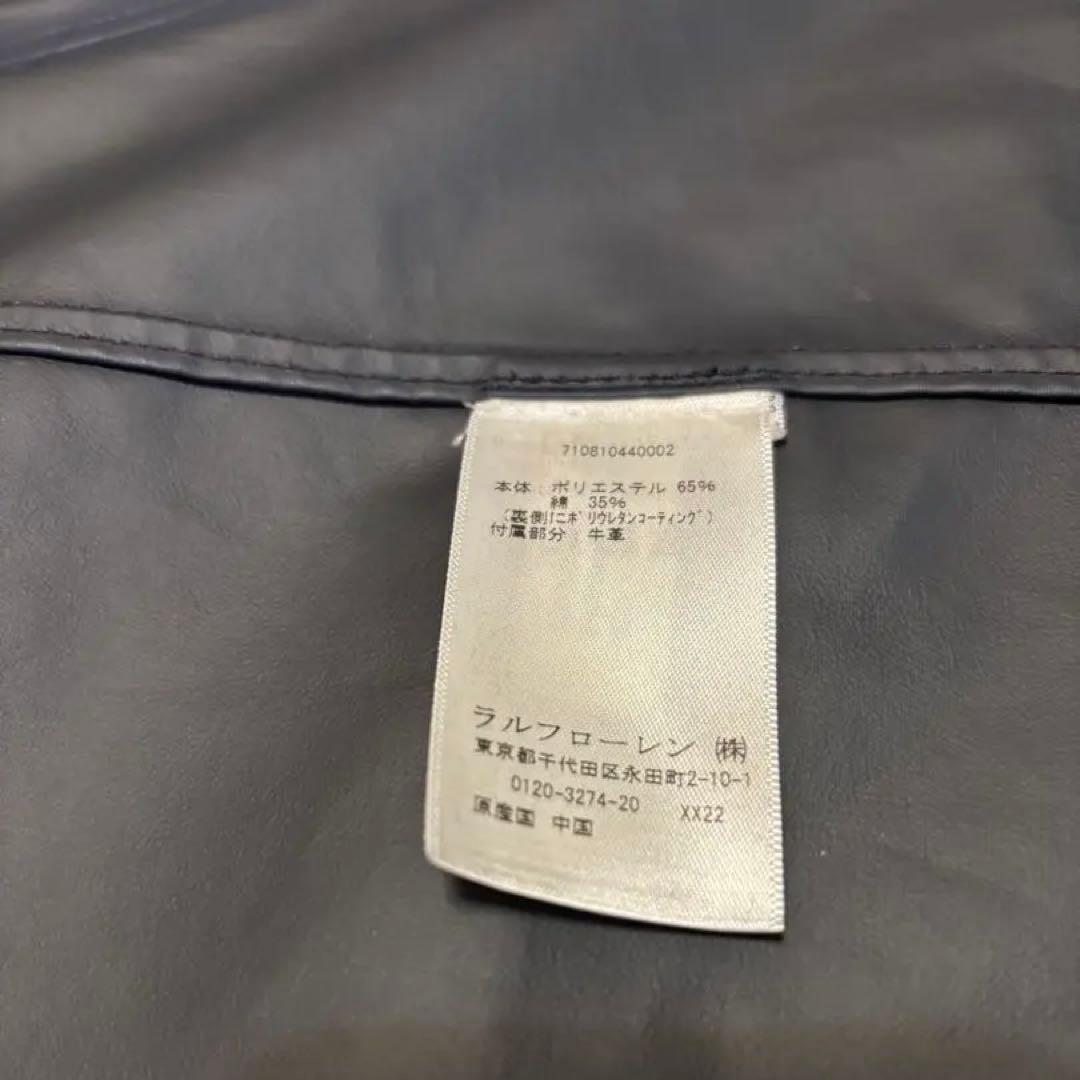 710810440002
本体：ポリエステル 65%
綿 35%
(裏側にポリウレタンコーティング)
付属部分：牛革
ラルフローレン ㈱
東京都千代田区永田町2-10-1
0120-3274-20 XX22
原産国 中国